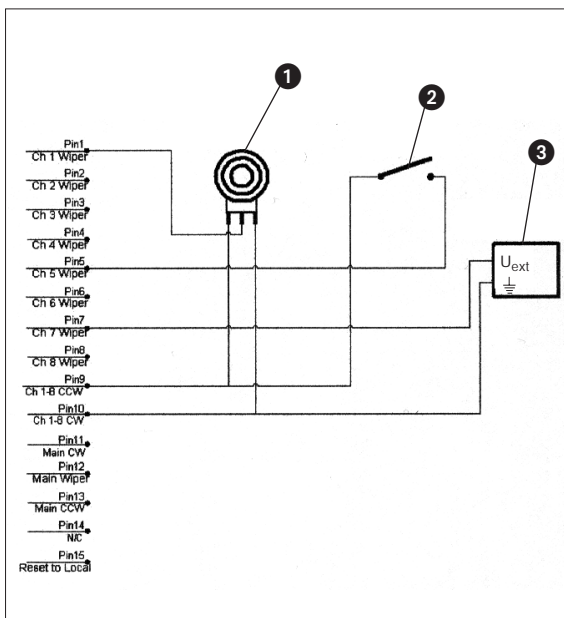 1
2
3
Pin1
Ch 1 Wiper
Pin2
Ch 2 Wiper
Pin3
Ch 3 Wiper
Pin4
Ch 4 Wiper
Pin5
Ch 5 Wiper
Pin6
Ch 6 Wiper
Pin7
Ch 7 Wiper
Pin8
Ch 8 Wiper
Pin9
Ch 1-8 CCW
Pin10
Ch 1-8 CW
Pin11
Main CW
Pin12
Main Wiper
Pin13
Main CCW
Pin14
N/C
Pin15
Reset to Local
Uext